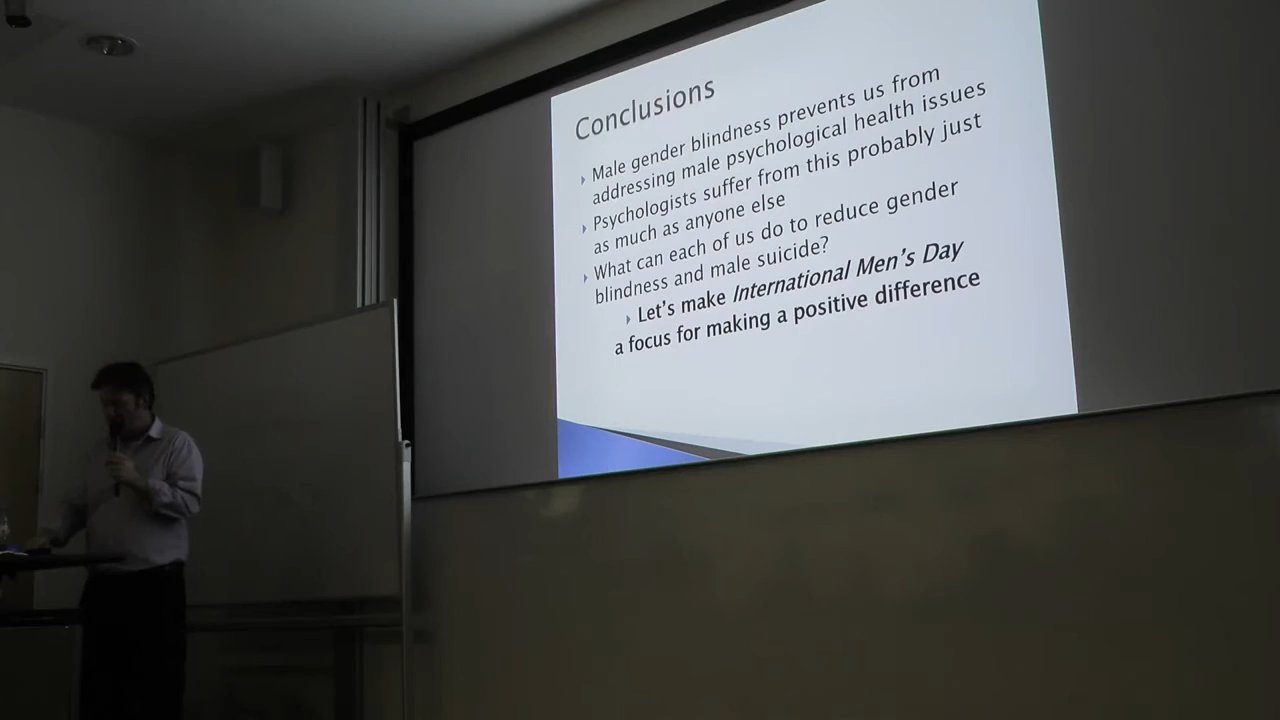 Conclusions
Male gender blindness prevents us from
addressing male psychological health issues
Psychologists suffer from this probably just
as much as anyone else
What can each of us do to reduce gender
blindness and male suicide?
Let's make International Men's Day
a focus for making a positive difference